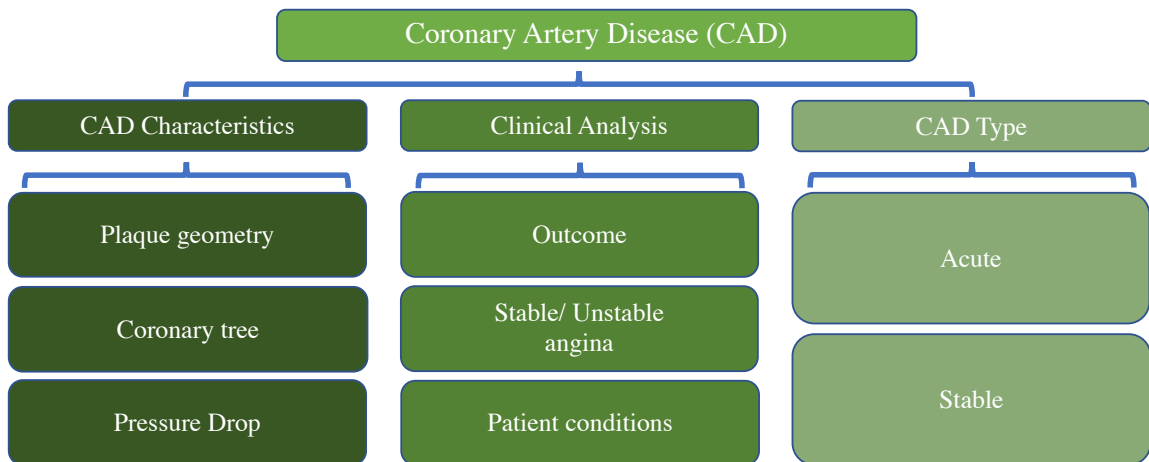 Coronary Artery Disease (CAD)
CAD Characteristics
Clinical Analysis
CAD Type
Plaque geometry
Coronary tree
Pressure Drop
Outcome
Stable/ Unstable
angina
Patient conditions
Acute
Stable